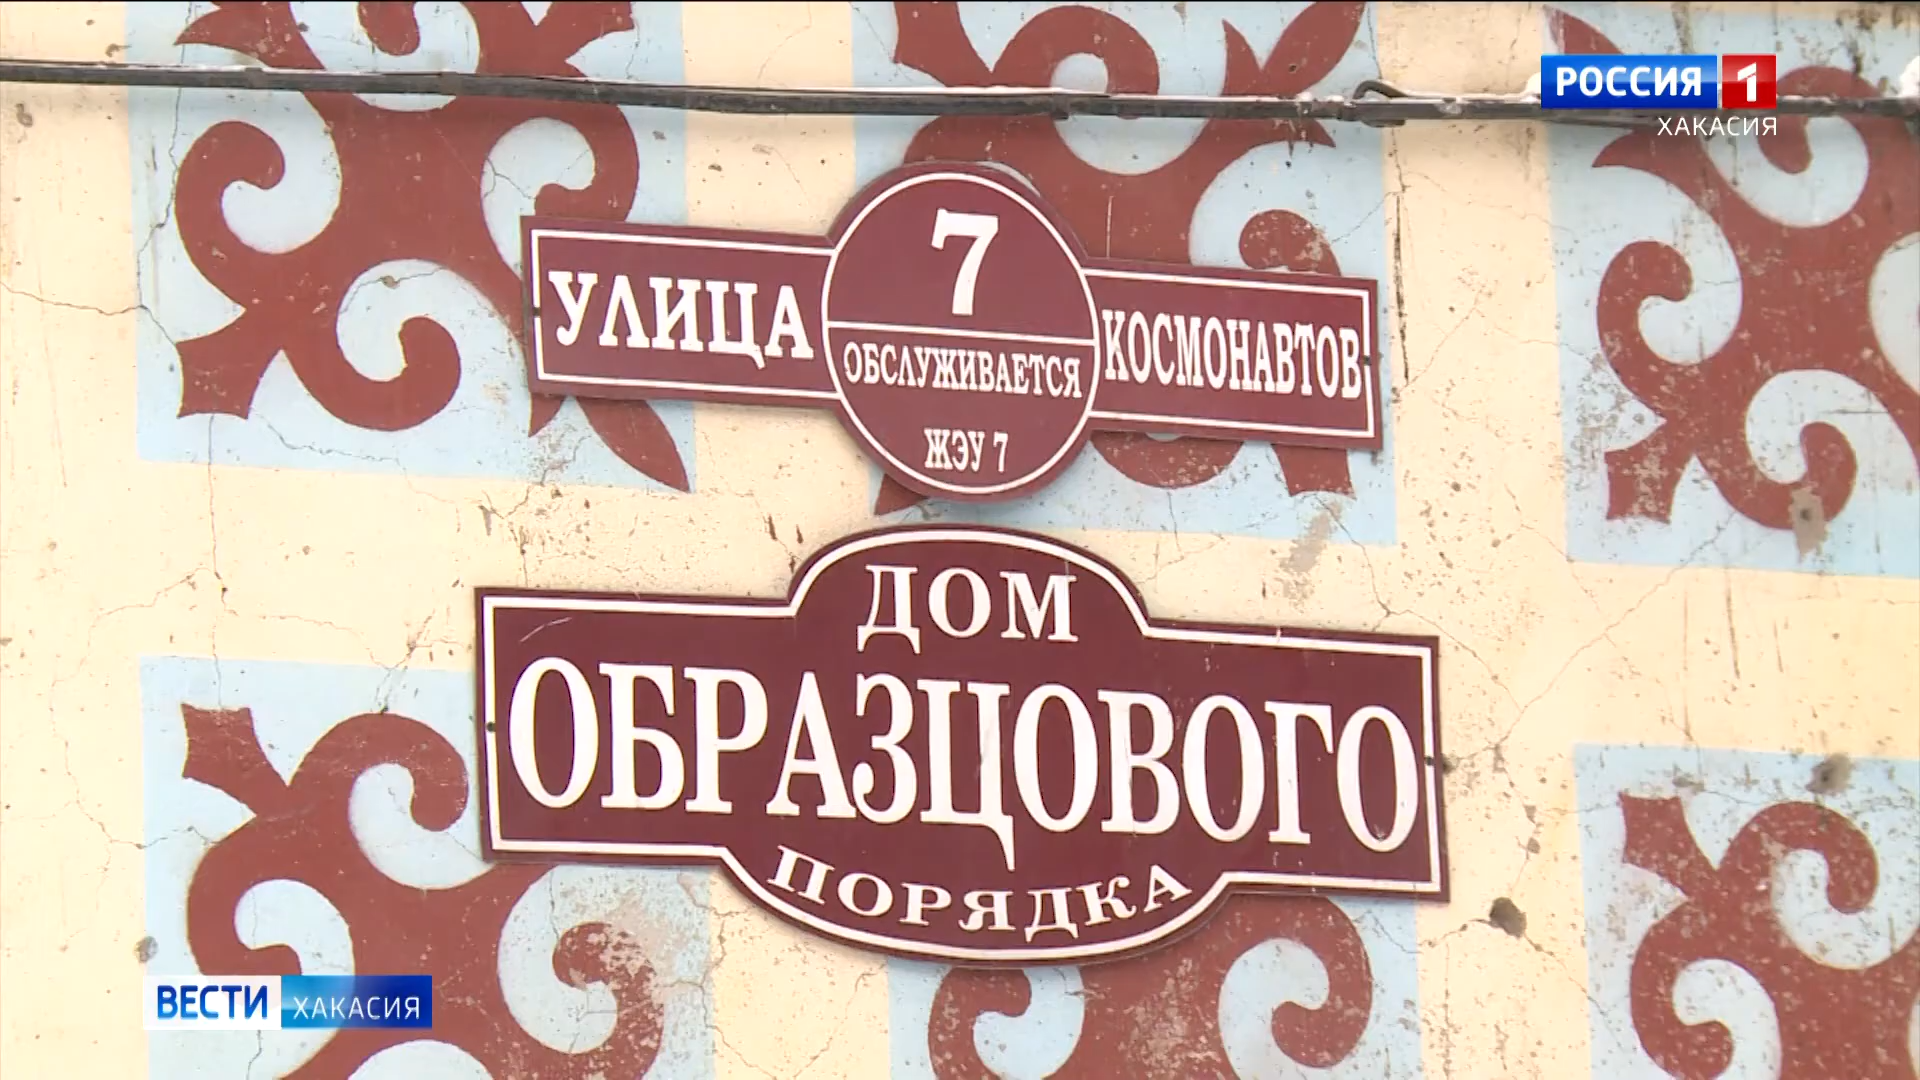 РОССИЯ 1
ХАКАСИЯ
УЛИЦА 7 КОСМОНАВТОВ
ОБСЛУЖИВАЕТСЯ
ЖЭУ 7
ДОМ
ОБРАЗЦОВОГО
ПОРЯДКА
ВЕСТИ ХАКАСИЯ